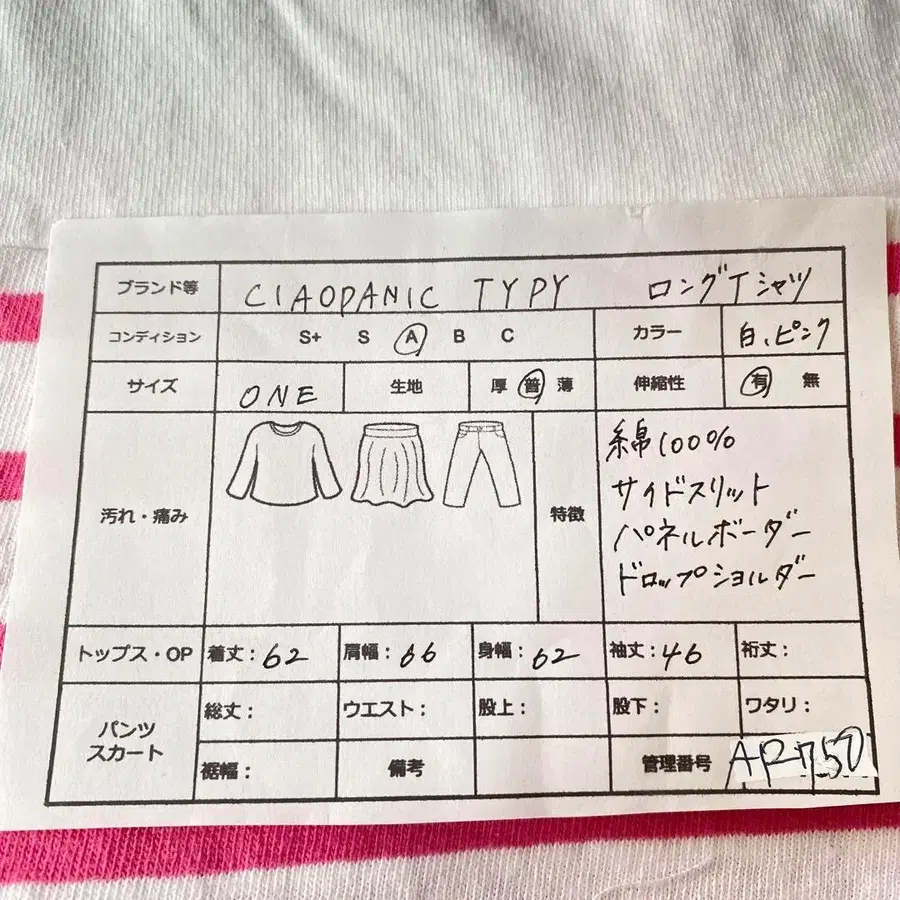 ブランド等 CIAOPANIC TYPY ロングTシャツ
コンディション S+ S A B C カラー 白、ピンク
サイズ ONE 生地 厚 普 薄 伸縮性 有 無
汚れ・痛み 特徴
綿100%
サイドスリット
パネルボーダー
ドロップショルダー
トップス・OP 着丈：62 肩幅：66 身幅：62 袖丈：46 裄丈：
パンツ
スカート
総丈： ウエスト： 股上： 股下： ワタリ：
裾幅： 備考 管理番号